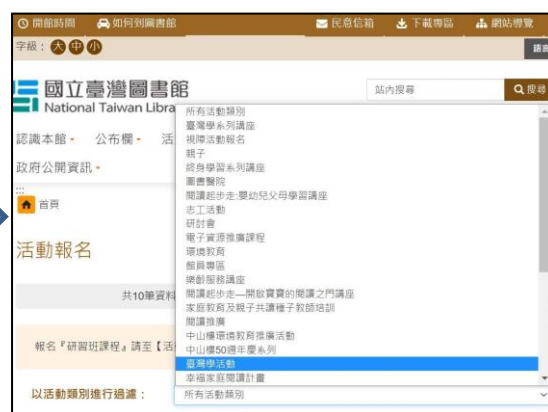 開館時間 如何到圖書館 民意信箱 下載專區 網站導覽
字級： 大 中 小
國立臺灣圖書館
National Taiwan Libra
站內搜尋 搜尋
認識本館 公布欄 活
政府公開資訊
:::
首頁
活動報名
共10筆資料
報名『研習班課程』請至【活
以活動類別進行過濾：
所有活動類別
臺灣學系列講座
視障活動報名
親子
終身學習系列講座
圖書醫院
閱讀起步走:嬰幼兒父母學習講座
志工活動
研討會
電子資源推廣課程
環境教育
館員專區
樂齡服務講座
閱讀起步走—開啟寶寶的閱讀之門講座
家庭教育及親子共讀種子教師培訓
閱讀推廣
中山樓環境教育推廣活動
中山樓50週年慶系列
臺灣學活動
幸福家庭閱讀計畫
所有活動類別